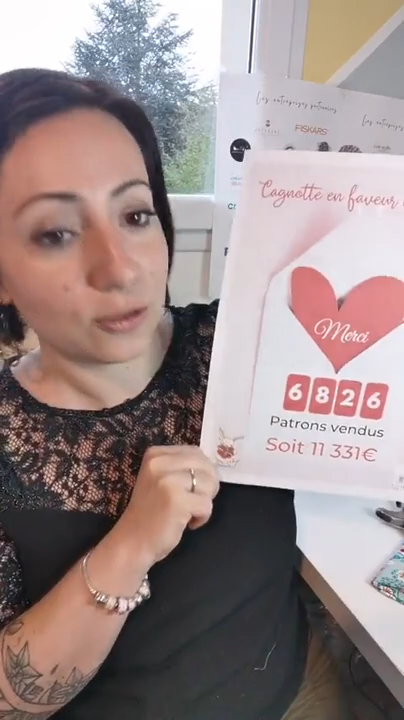 FISKARS
Cagnotte en faveur
Merci
6826
Patrons vendus
Soit 11 331€